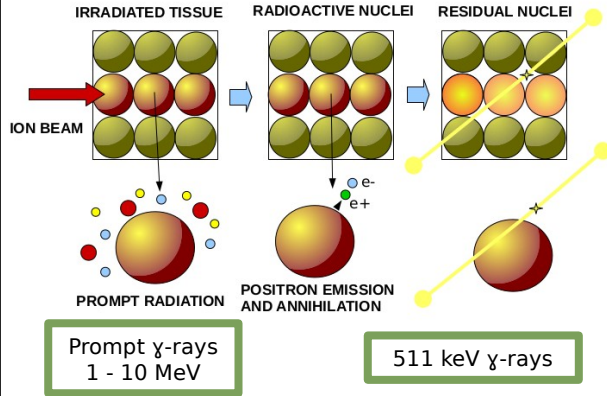 IRRADIATED TISSUE
RADIOACTIVE NUCLEI
RESIDUAL NUCLEI
ION BEAM
e-
e+
PROMPT RADIATION
POSITRON EMISSION
AND ANNIHILATION
Prompt ɣ-rays
1 - 10 MeV
511 keV ɣ-rays